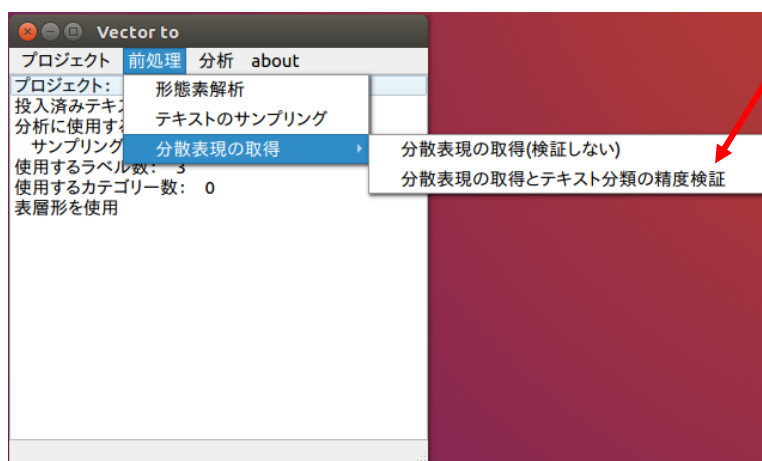 Vector to
プロジェクト 前処理 分析 about
プロジェクト:
形態素解析
投入済みテキ
テキストのサンプリング
分析に使用す
サンプリング
分散表現の取得
分散表現の取得(検証しない)
使用するラベル数: 3
分散表現の取得とテキスト分類の精度検証
使用するカテゴリー数: 0
表層形を使用